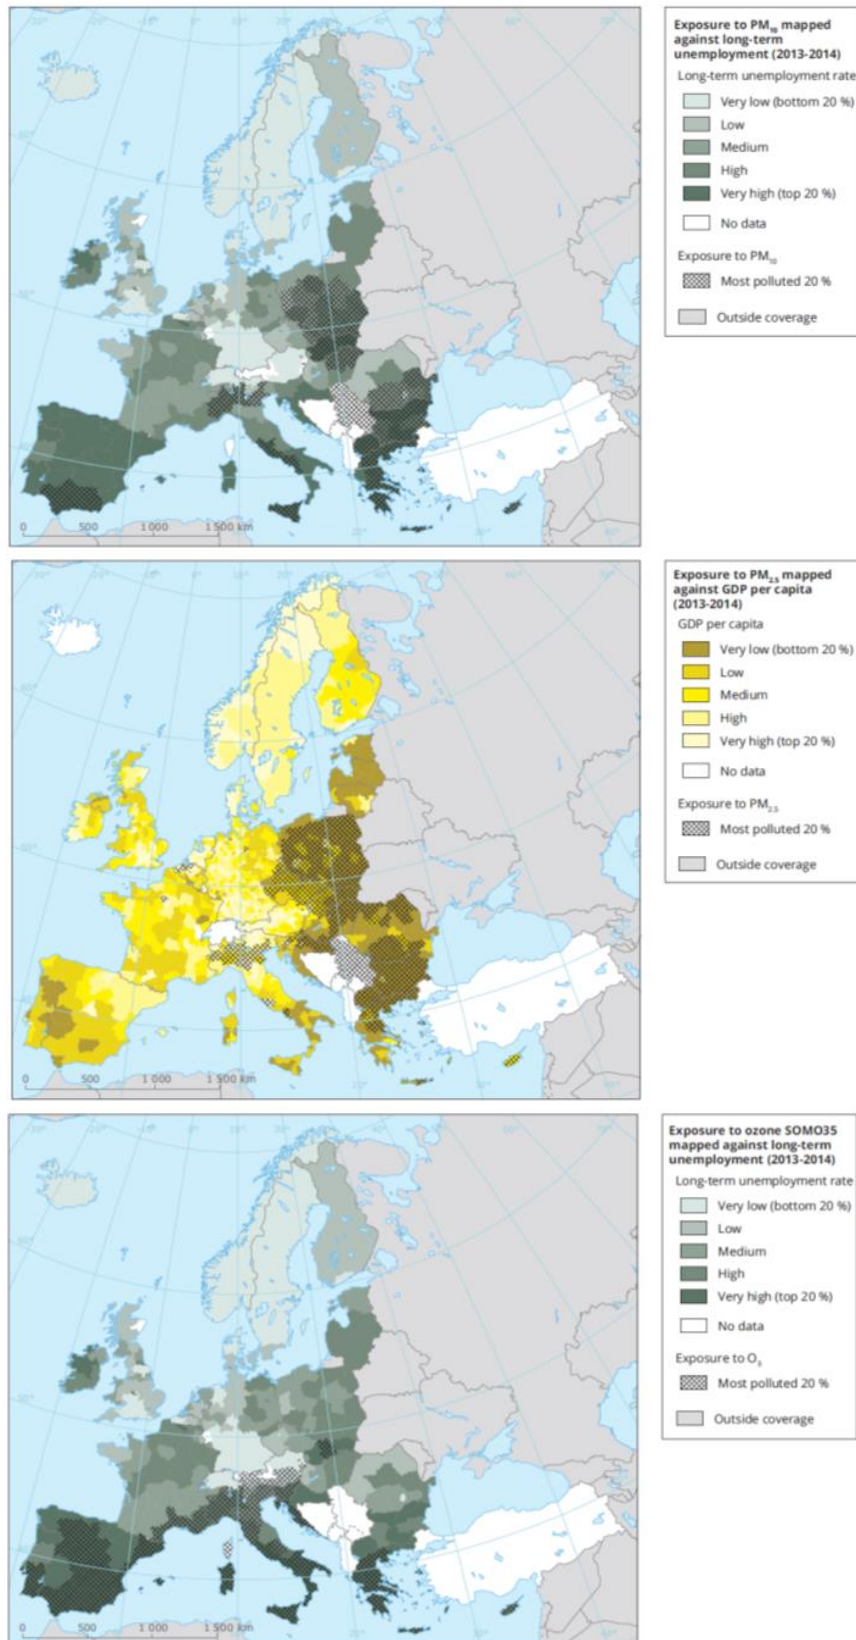 Exposure to PM₁₀ mapped
against long-term
unemployment (2013-2014)
Long-term unemployment rate
Very low (bottom 20 %)
Low
Medium
High
Very high (top 20 %)
No data
Exposure to PM₁₀
Most polluted 20 %
Outside coverage
0 500 1 000 1 500 km
Exposure to PM₂.₅ mapped
against GDP per capita
(2013-2014)
GDP per capita
Very low (bottom 20 %)
Low
Medium
High
Very high (top 20 %)
No data
Exposure to PM₂.₅
Most polluted 20 %
Outside coverage
0 500 1 000 1 500 km
Exposure to ozone SOMO35
mapped against long-term
unemployment (2013-2014)
Long-term unemployment rate
Very low (bottom 20 %)
Low
Medium
High
Very high (top 20 %)
No data
Exposure to O₃
Most polluted 20 %
Outside coverage
0 500 1 000 1 500 km